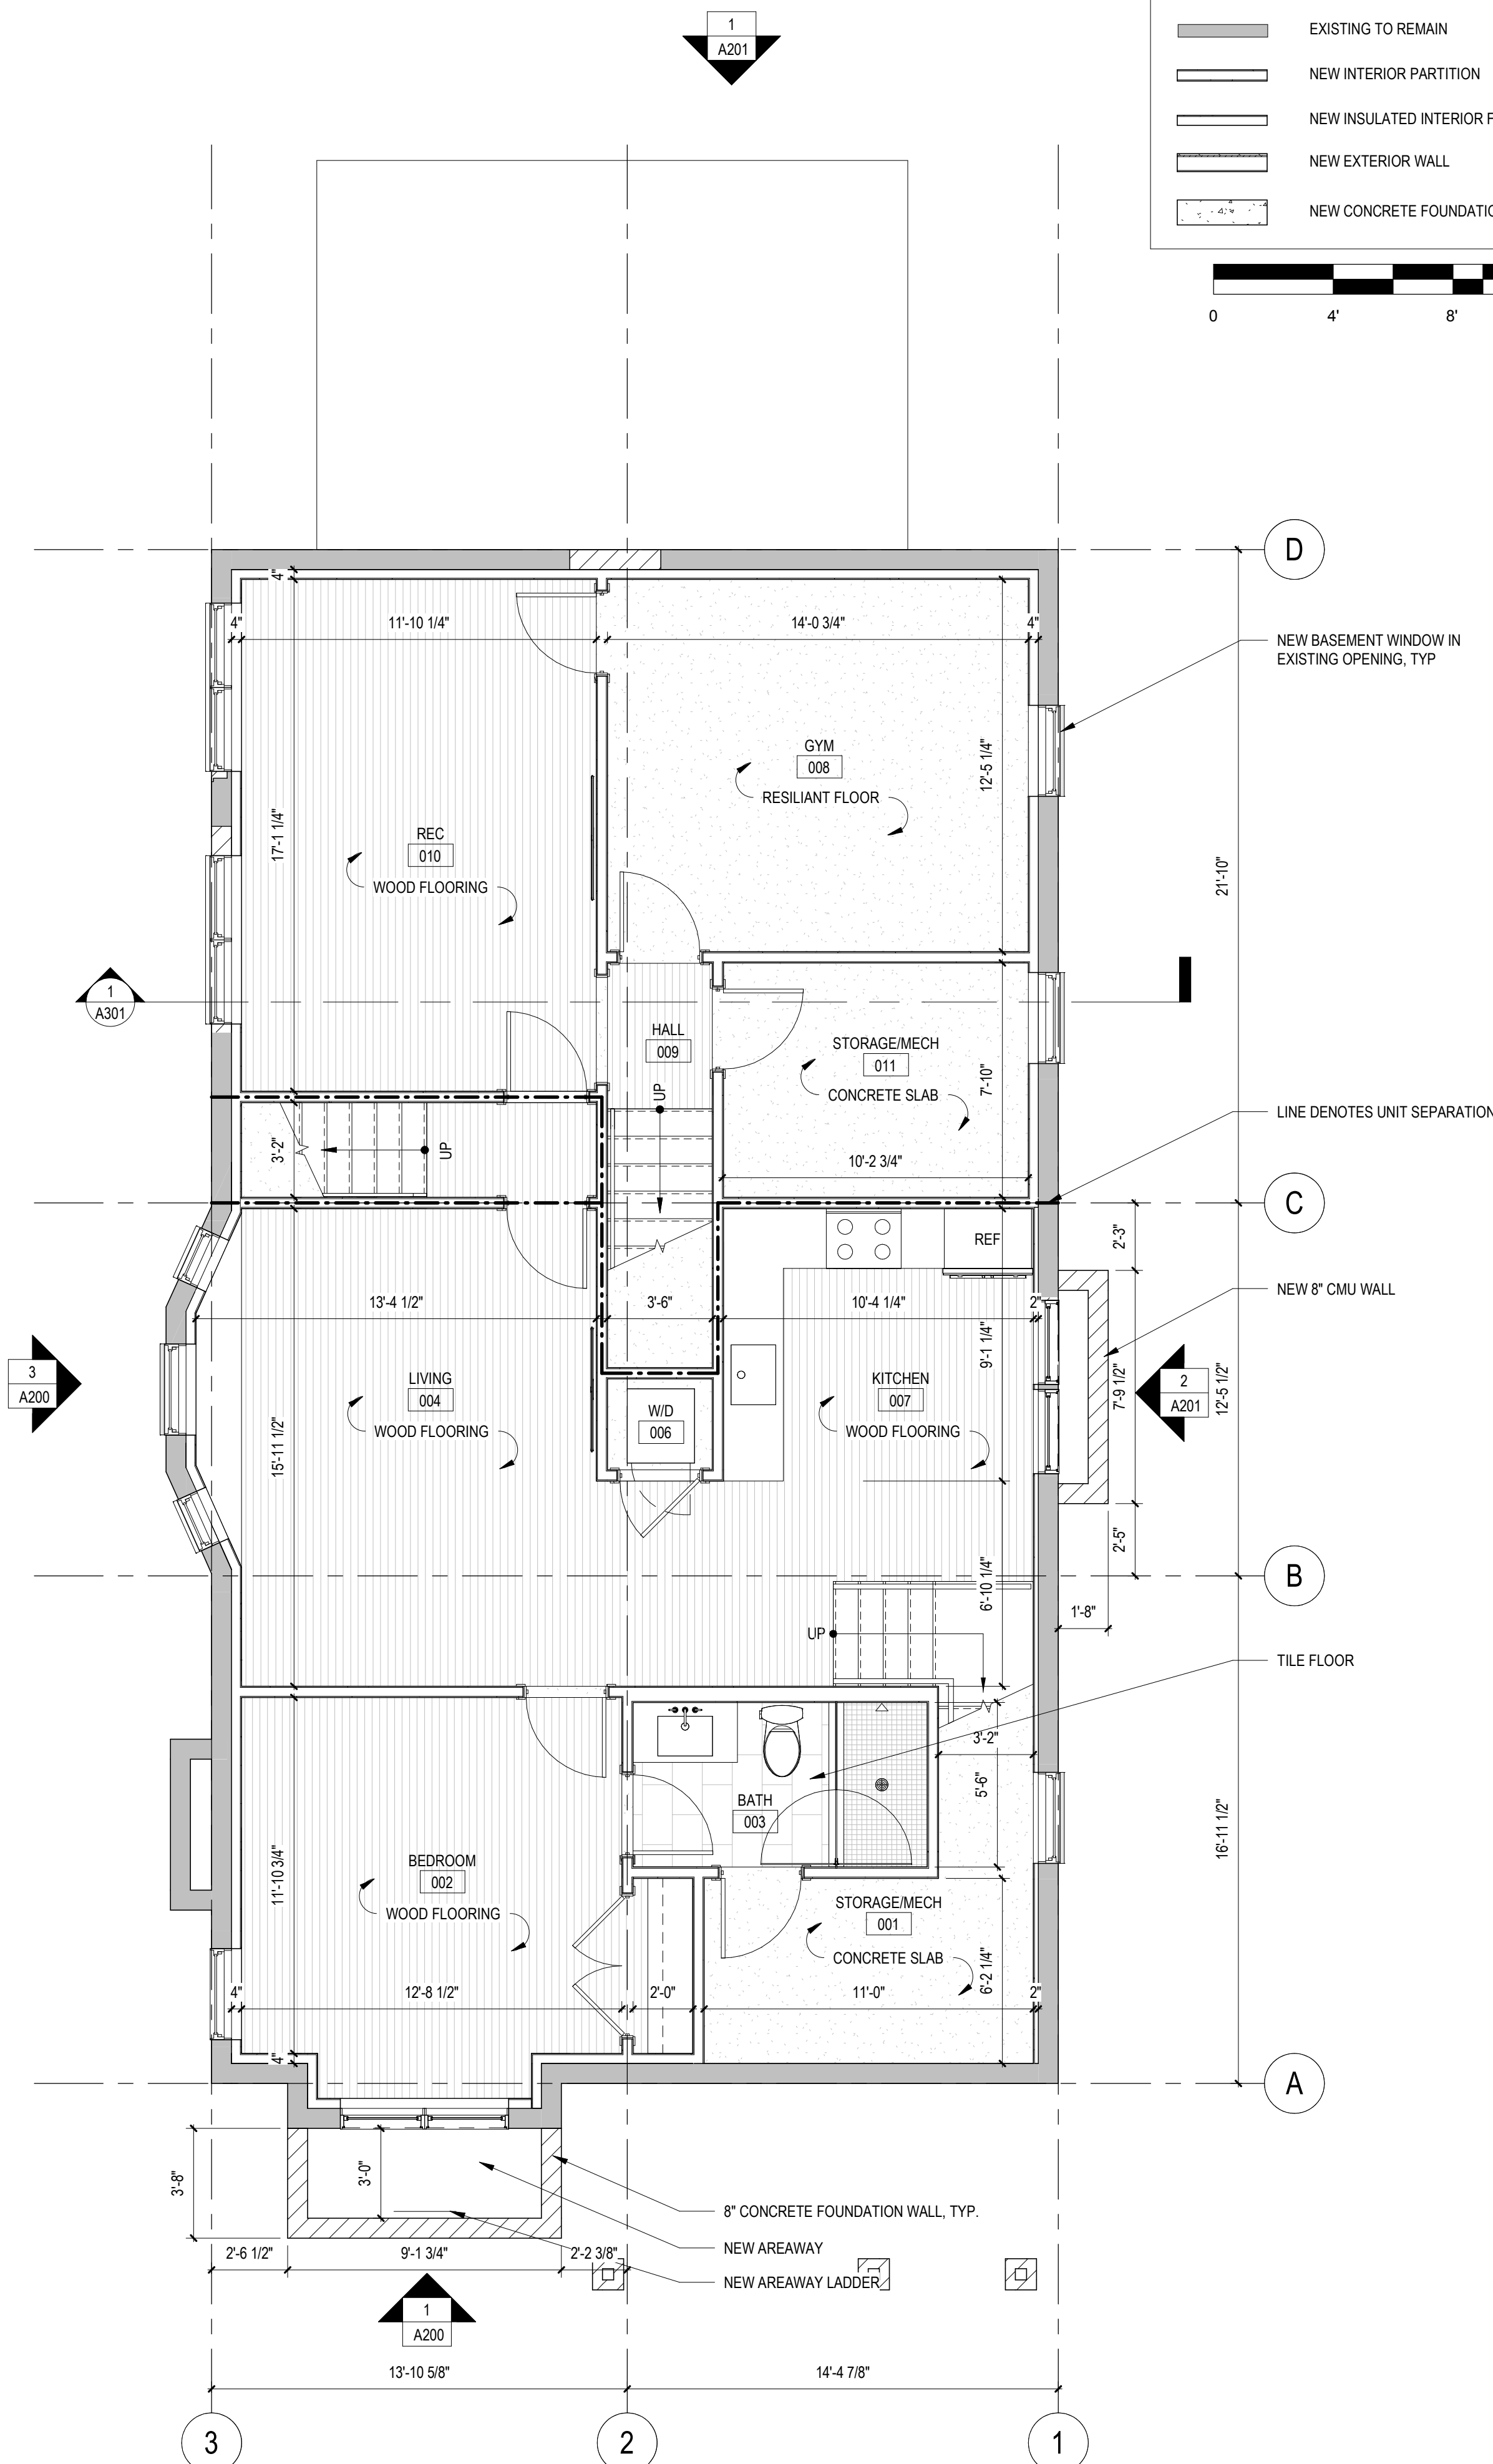 1
A201
EXISTING TO REMAIN
NEW INTERIOR PARTITION
NEW INSULATED INTERIOR F
NEW EXTERIOR WALL
NEW CONCRETE FOUNDATIO
0
4'
8'
D
4"
4"
11'-10 1/4"
14'-0 3/4"
4"
NEW BASEMENT WINDOW IN
EXISTING OPENING, TYP
GYM
008
RESILIANT FLOOR
12'-5 1/4"
17'-1 1/4"
REC
010
WOOD FLOORING
21'-10"
1
A301
HALL
009
STORAGE/MECH
011
CONCRETE SLAB
7'-10"
UP
LINE DENOTES UNIT SEPARATION
3'-2"
UP
10'-2 3/4"
C
REF
2'-3"
NEW 8" CMU WALL
13'-4 1/2"
3'-6"
10'-4 1/4"
2"
9'-1 1/4"
3
A200
LIVING
004
WOOD FLOORING
KITCHEN
007
WOOD FLOORING
7'-9 1/2"
2
A201
12'-5 1/2"
W/D
006
15'-11 1/2"
2'-5"
B
6'-10 1/4"
1'-8"
UP
TILE FLOOR
3'-2"
5'-6"
BATH
003
16'-11 1/2"
BEDROOM
002
WOOD FLOORING
11'-10 3/4"
STORAGE/MECH
001
CONCRETE SLAB
6'-2 1/4"
4"
12'-8 1/2"
2'-0"
11'-0"
2"
4"
A
3'-8"
3'-0"
8" CONCRETE FOUNDATION WALL, TYP.
NEW AREAWAY
NEW AREAWAY LADDER
2'-6 1/2"
9'-1 3/4"
2'-2 3/8"
1
A200
13'-10 5/8"
14'-4 7/8"
3
2
1